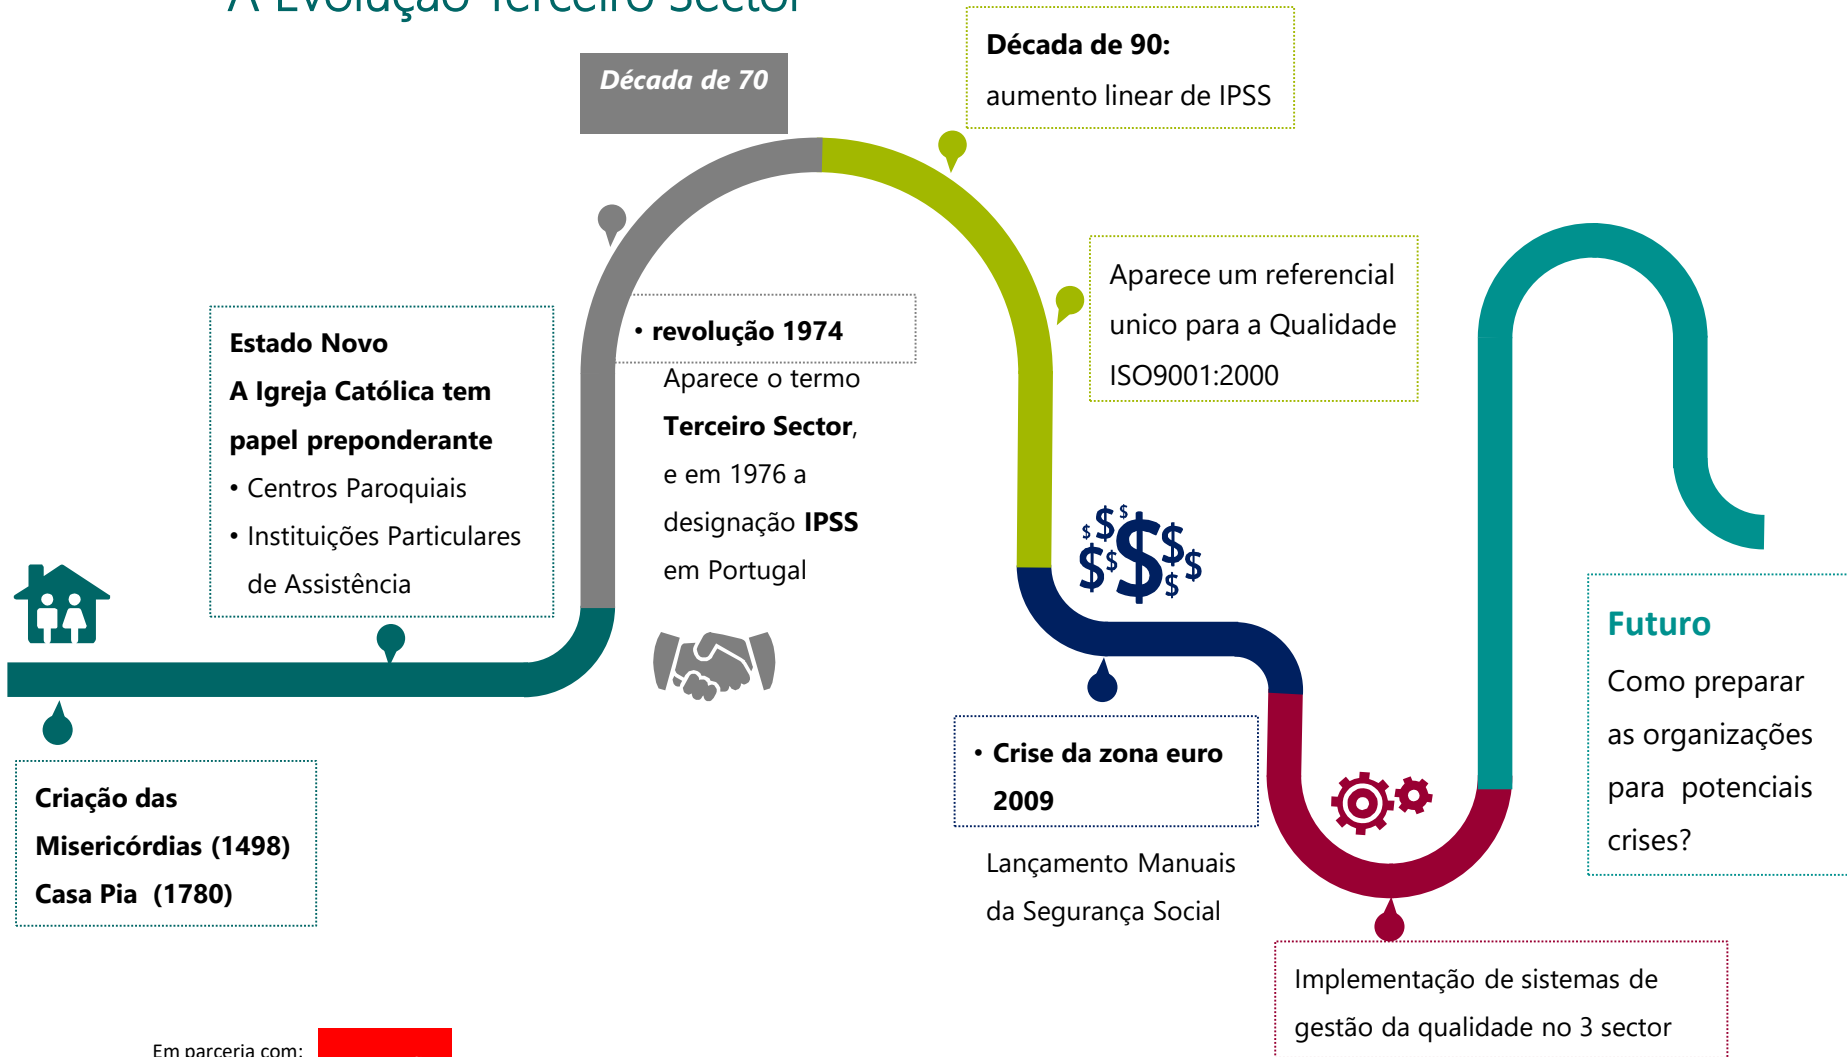 A Evolução Terceiro Sector
Década de 70
Década de 90:
aumento linear de IPSS
Aparece um referencial
unico para a Qualidade
ISO9001:2000
Estado Novo
A Igreja Católica tem
papel preponderante
• Centros Paroquiais
• Instituições Particulares
de Assistência
• revolução 1974
Aparece o termo
Terceiro Sector,
e em 1976 a
designação IPSS
em Portugal
Criação das
Misericórdias (1498)
Casa Pia (1780)
• Crise da zona euro
2009
Lançamento Manuais
da Segurança Social
Implementação de sistemas de
gestão da qualidade no 3 sector
Futuro
Como preparar
as organizações
para potenciais
crises?
Em parceria com: